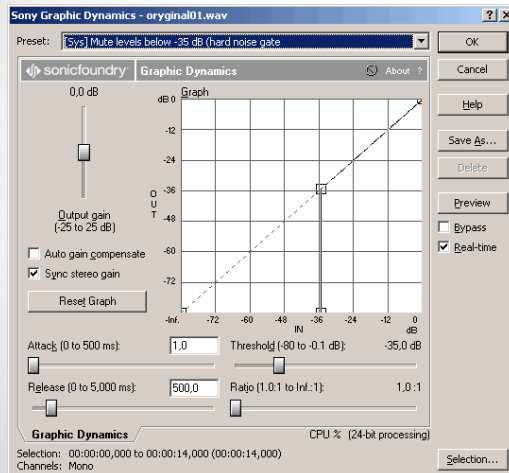 Sony Graphic Dynamics - oryginal01.wav
Preset: [Sys] Mute levels below -35 dB (hard noise gate
OK
Cancel
Help
Save As...
Delete
Preview
Bypass
Real-time
Selection...
sonicfoundry Graphic Dynamics About ?
0,0 dB
Output gain
(-25 to 25 dB)
Auto gain compensate
Sync stereo gain
Reset Graph
Graph
dB 0
-12
-24
-36
-48
-60
-72
OUT
-Inf. -72 -60 -48 -36 -24 -12 0
IN dB
Attack (0 to 500 ms): 1,0 Threshold (-80 to -0.1 dB): -35,0 dB
Release (0 to 5,000 ms): 500,0 Ratio (1.0:1 to Inf.:1): 1,0 :1
Graphic Dynamics CPU % (24-bit processing)
Selection: 00:00:00,000 to 00:00:14,000 (00:00:14,000)
Channels: Mono